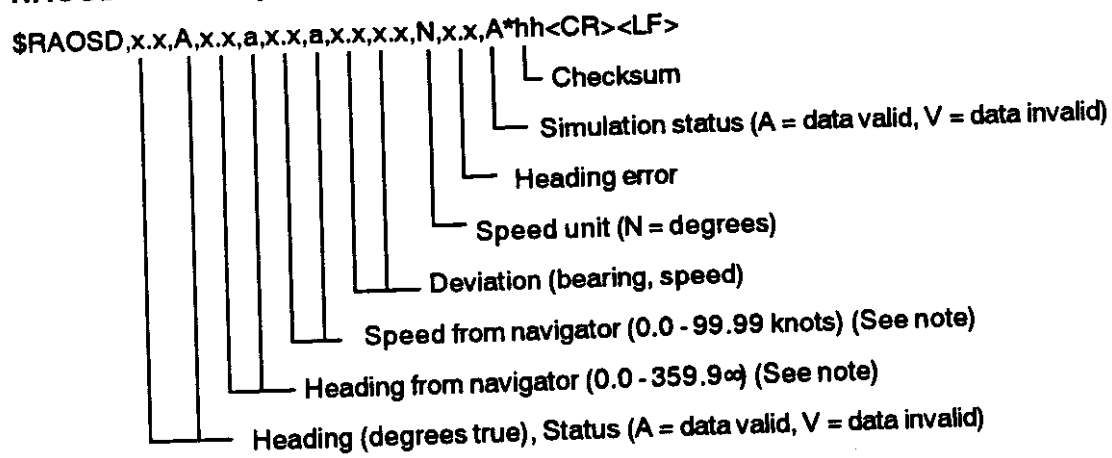 $RAOSD,x.x,A,x.x,a,x.x,a,x.x,x.x,N,x.x,A*hh<CR><LF>
Checksum
Simulation status (A = data valid, V = data invalid)
Heading error
Speed unit (N = degrees)
Deviation (bearing, speed)
Speed from navigator (0.0 - 99.99 knots) (See note)
Heading from navigator (0.0 - 359.9∞) (See note)
Heading (degrees true), Status (A = data valid, V = data invalid)